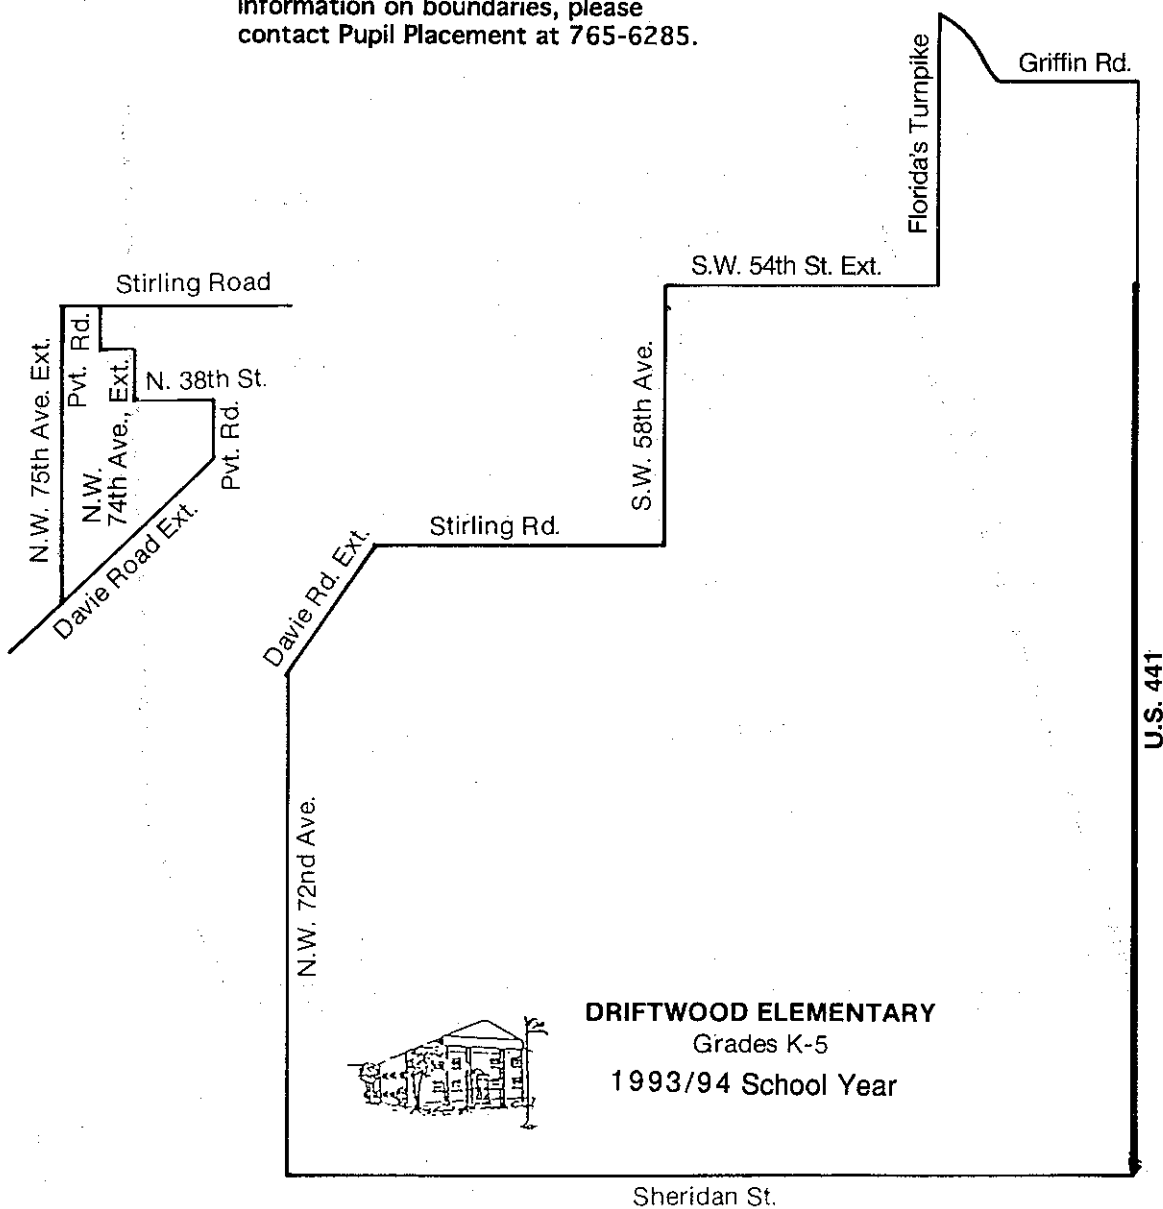 information on boundaries, please
contact Pupil Placement at 765-6285.
Griffin Rd.
Florida's Turnpike
S.W. 54th St. Ext.
Stirling Road
Pvt. Rd.
N.W. 75th Ave. Ext.
N.W.
74th Ave., Ext.
N. 38th St.
Pvt. Rd.
Davie Road Ext.
S.W. 58th Ave.
Stirling Rd.
Davie Rd. Ext.
U.S. 441
N.W. 72nd Ave.
DRIFTWOOD ELEMENTARY
Grades K-5
1993/94 School Year
Sheridan St.